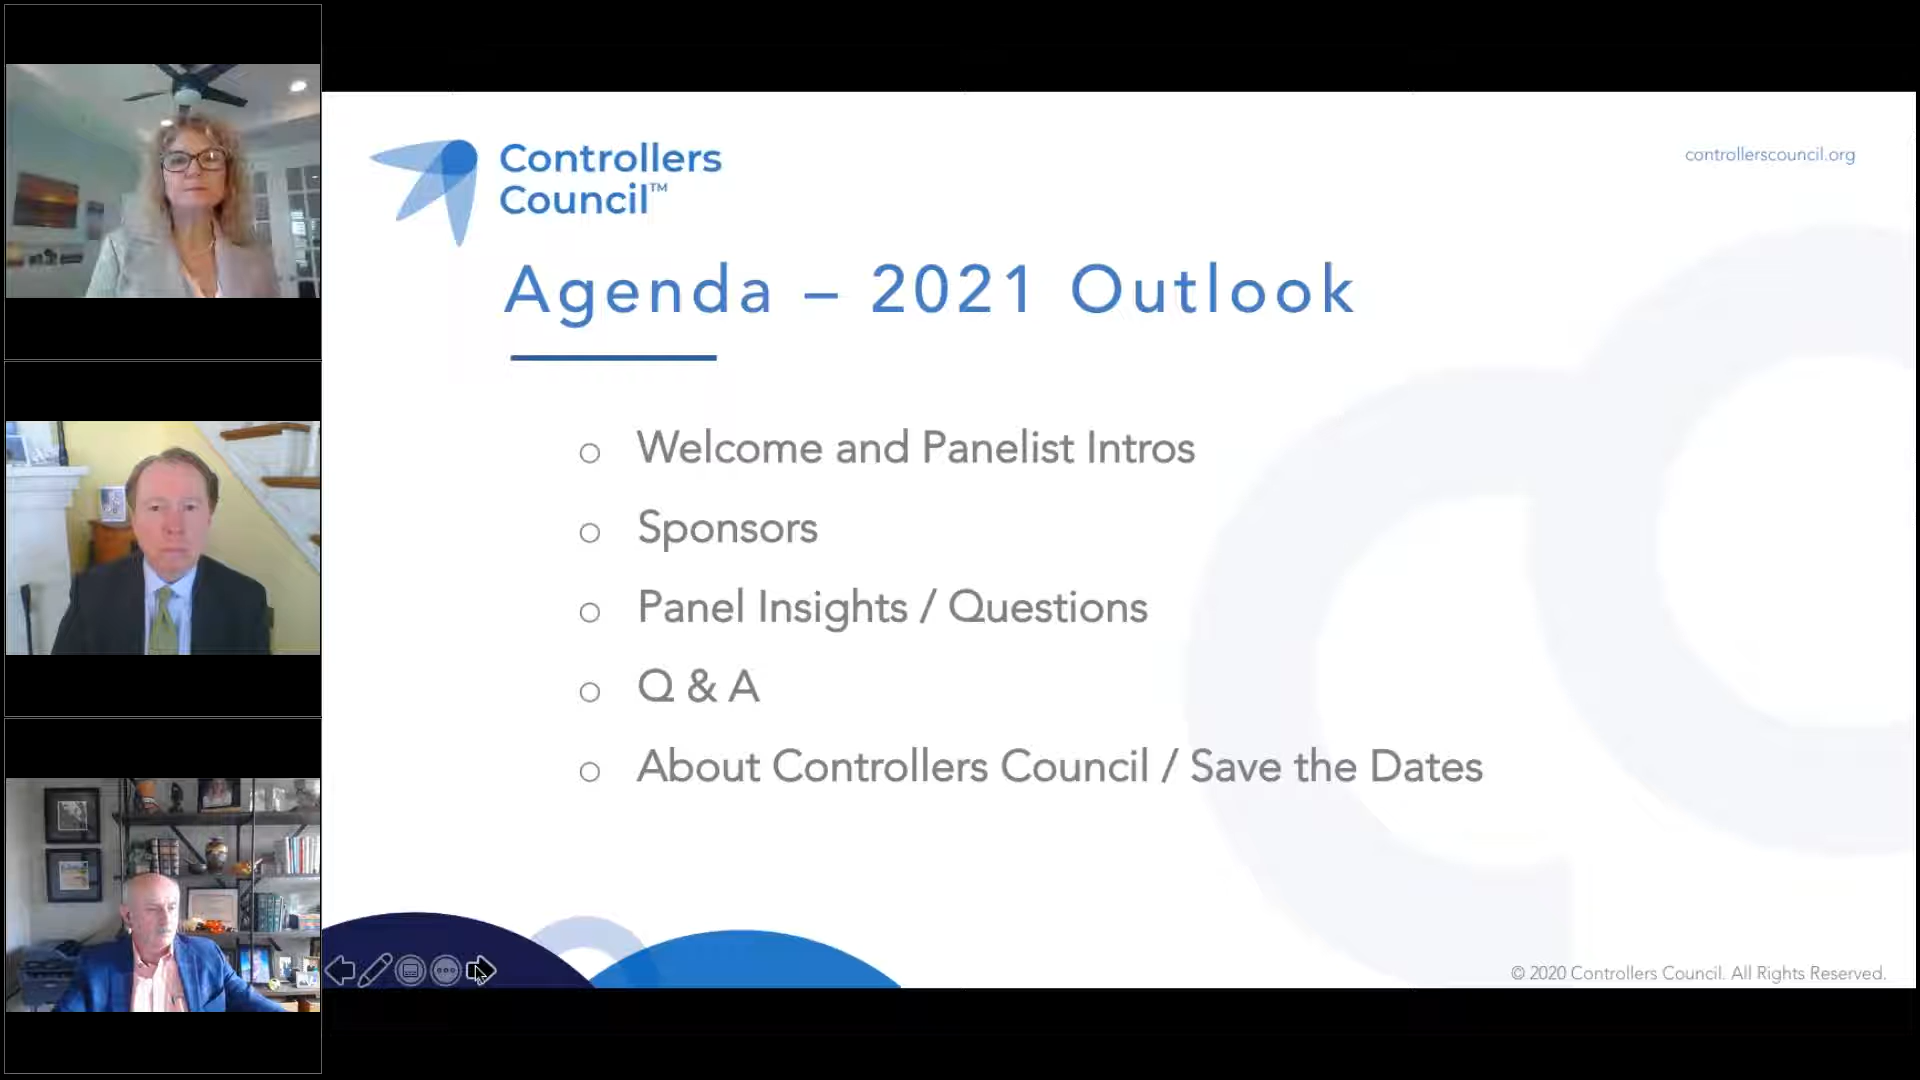 Controllers
Council™
controllerscouncil.org
Agenda – 2021 Outlook
Welcome and Panelist Intros
Sponsors
Panel Insights / Questions
Q & A
About Controllers Council / Save the Dates
© 2020 Controllers Council. All Rights Reserved.